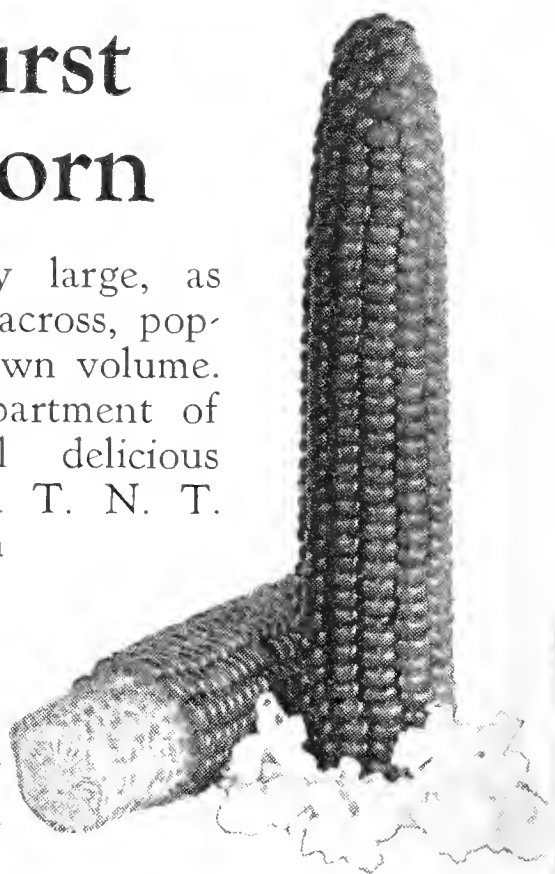 urst
orn
y large, as
across, pop-
wn volume.
partment of
l delicious
. T. N. T.